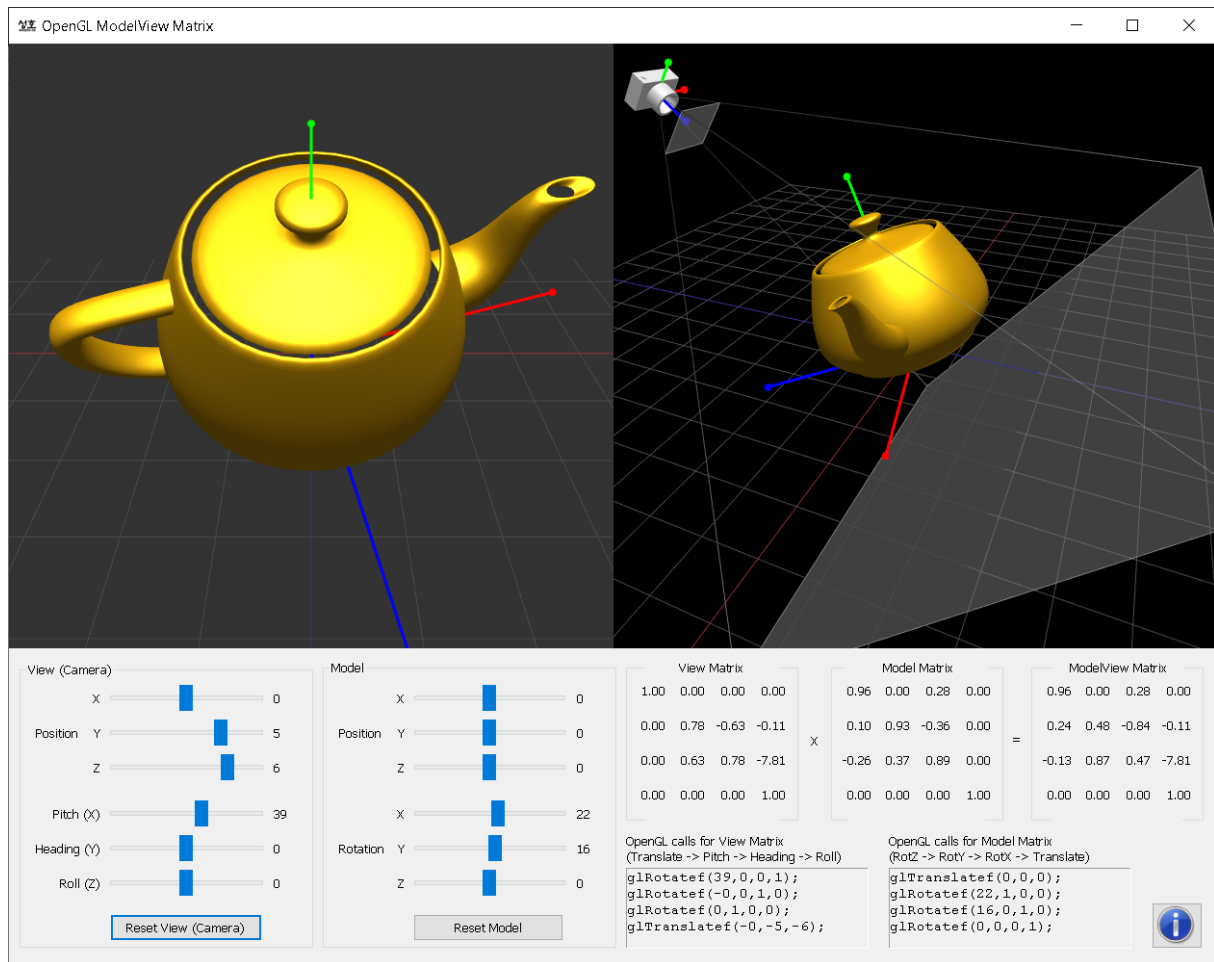 상호 OpenGL ModelView Matrix
View (Camera)
X 0
Position Y 5
Z 6
Pitch (X) 39
Heading (Y) 0
Roll (Z) 0
Reset View (Camera)
Model
X 0
Position Y 0
Z 0
X 22
Rotation Y 16
Z 0
Reset Model
View Matrix
1.00 0.00 0.00 0.00
0.00 0.78 -0.63 -0.11
0.00 0.63 0.78 -7.81
0.00 0.00 0.00 1.00
X
Model Matrix
0.96 0.00 0.28 0.00
0.10 0.93 -0.36 0.00
-0.26 0.37 0.89 0.00
0.00 0.00 0.00 1.00
=
ModelView Matrix
0.96 0.00 0.28 0.00
0.24 0.48 -0.84 -0.11
-0.13 0.87 0.47 -7.81
0.00 0.00 0.00 1.00
OpenGL calls for View Matrix
(Translate -> Pitch -> Heading -> Roll)
glRotatef(39,0,0,1);
glRotatef(-0,0,1,0);
glRotatef(0,1,0,0);
glTranslatef(-0,-5,-6);
OpenGL calls for Model Matrix
(RotZ -> RotY -> RotX -> Translate)
glTranslatef(0,0,0);
glRotatef(22,1,0,0);
glRotatef(16,0,1,0);
glRotatef(0,0,0,1);
i